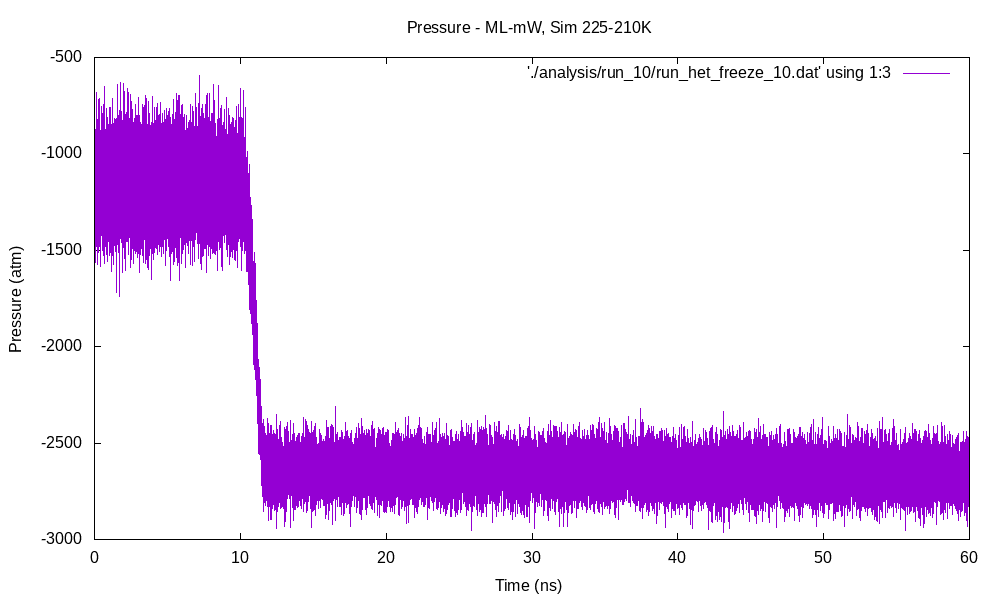 Pressure - ML-mW, Sim 225-210K
'./analysis/run_10/run_het_freeze_10.dat' using 1:3
-500
-1000
-1500
-2000
-2500
-3000
Pressure (atm)
0 10 20 30 40 50 60
Time (ns)